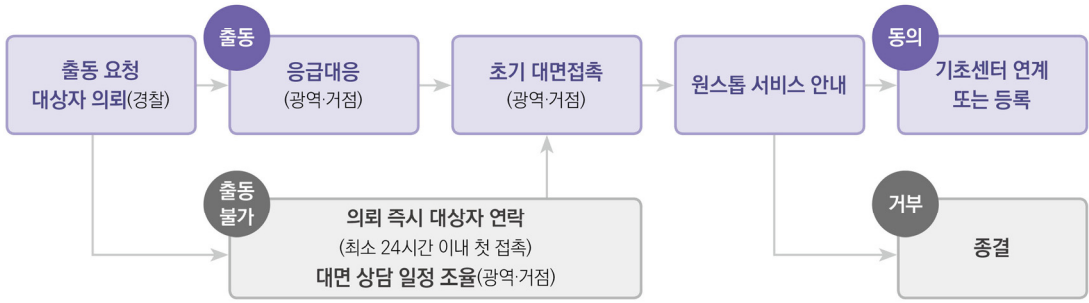 출동 요청
대상자 의뢰(경찰)
출동
응급대응
(광역·거점)
초기 대면접촉
(광역·거점)
원스톱 서비스 안내
동의
기초센터 연계
또는 등록
출동
불가
의뢰 즉시 대상자 연락
(최소 24시간 이내 첫 접촉)
대면 상담 일정 조율(광역·거점)
거부
종결